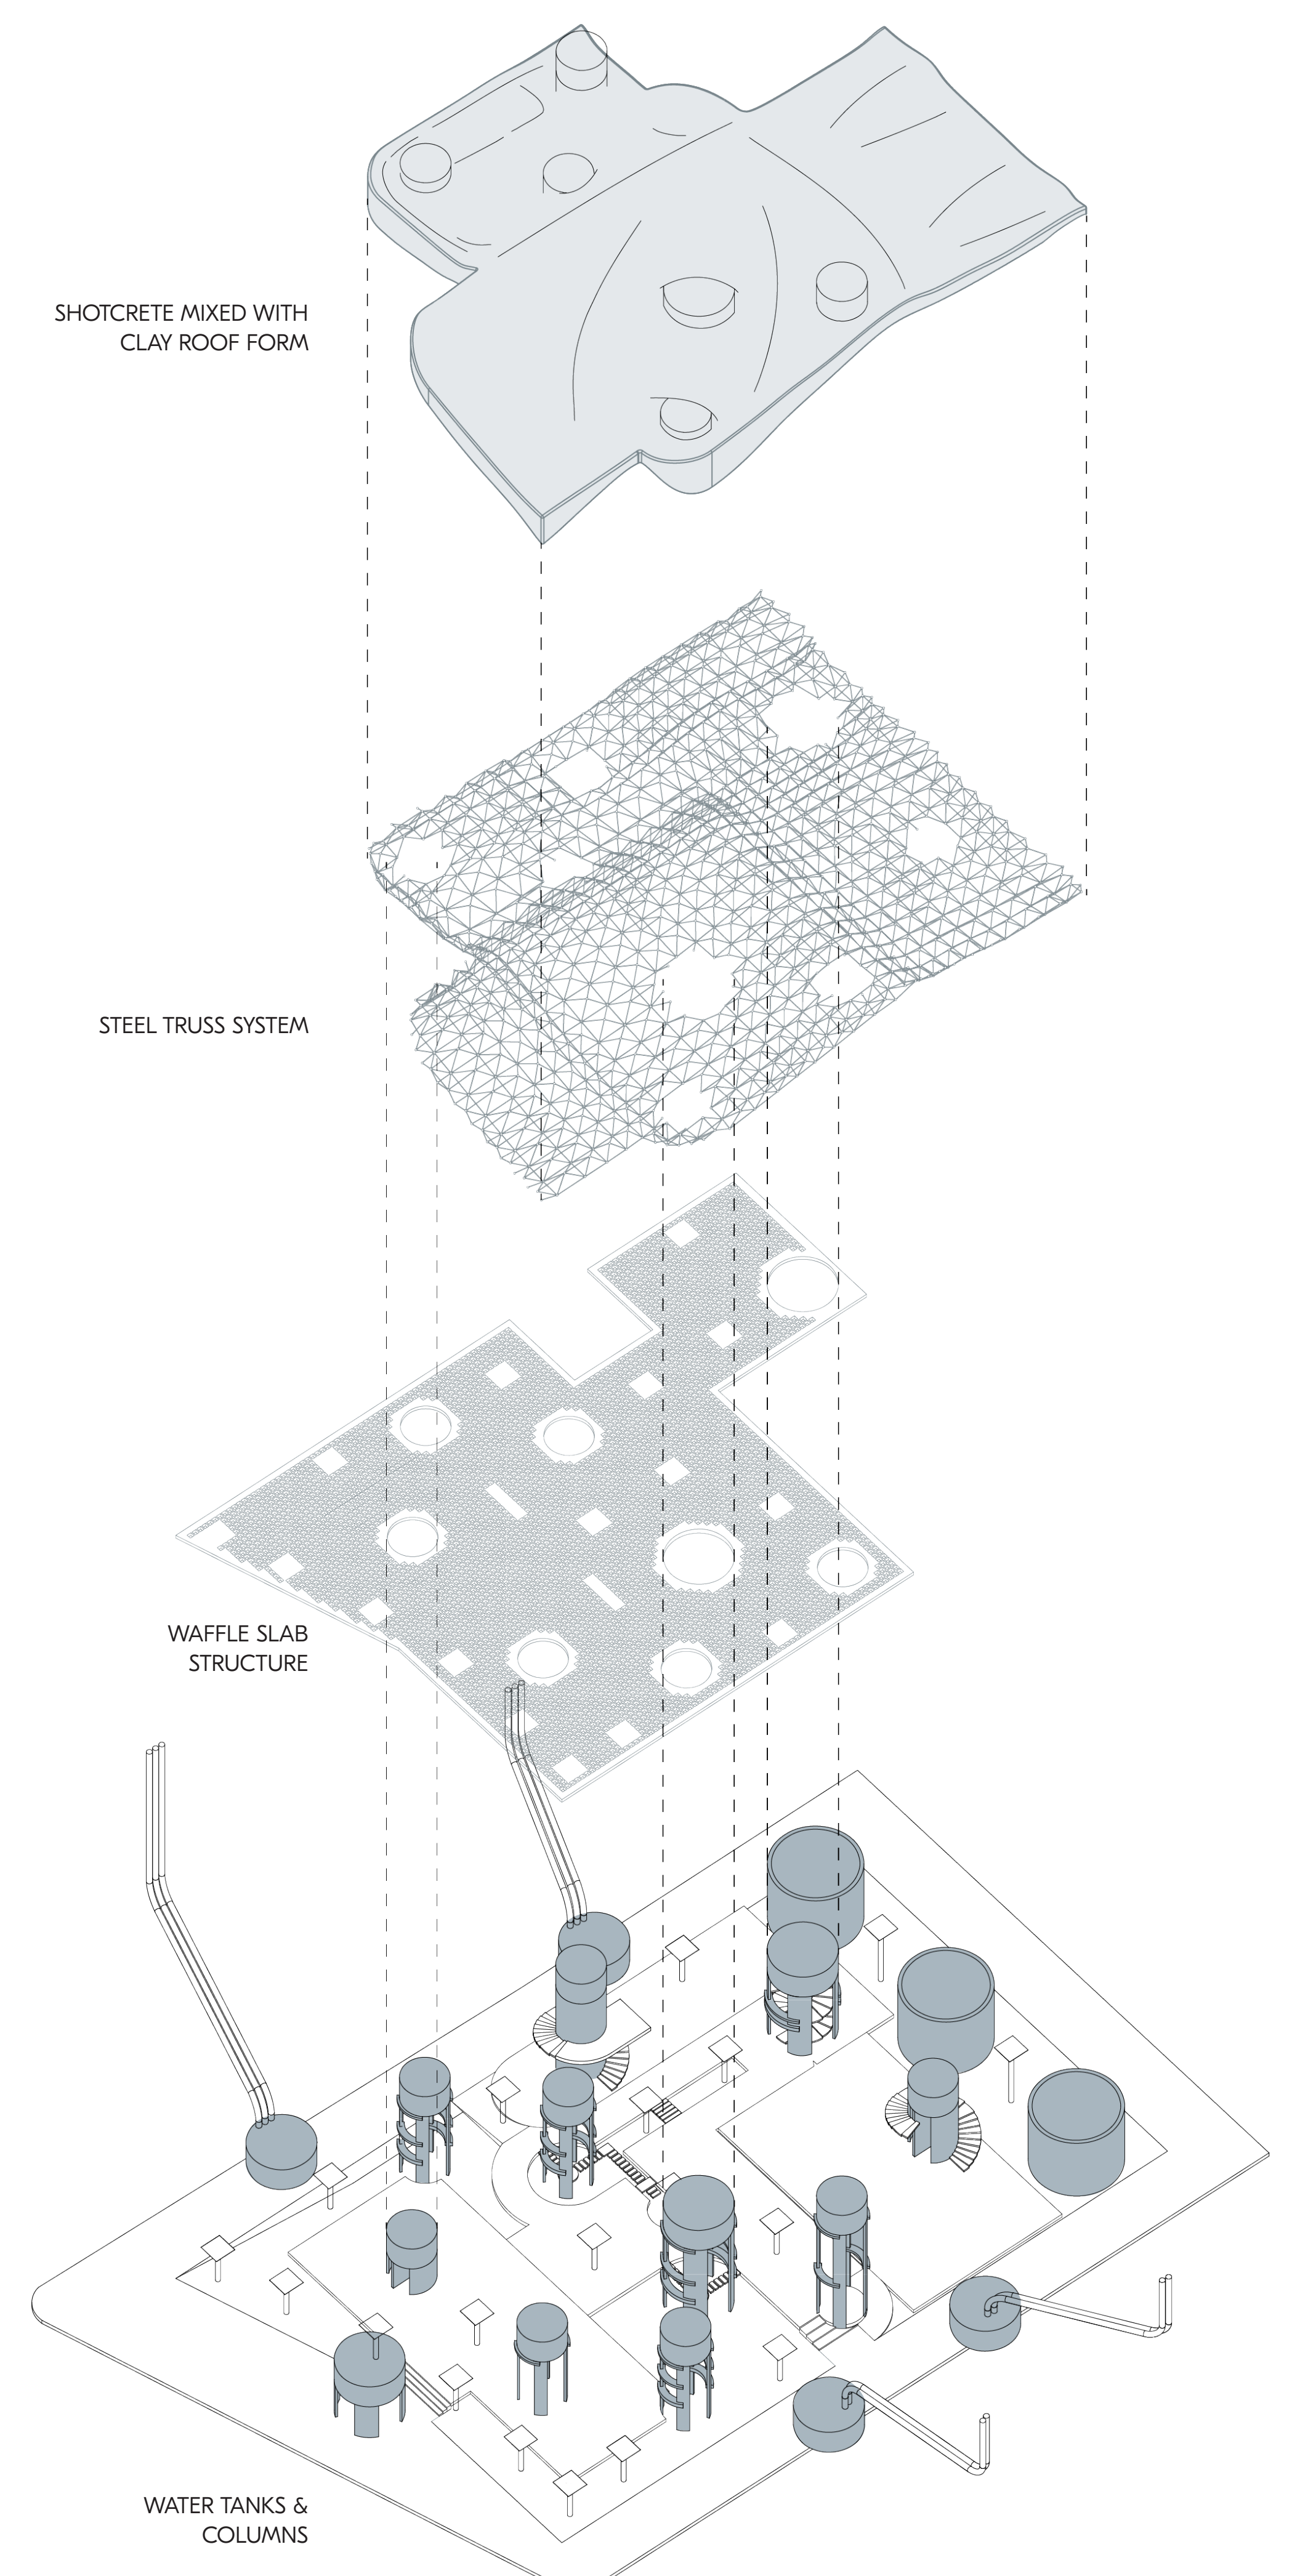 SHOTCRETE MIXED WITH
CLAY ROOF FORM
STEEL TRUSS SYSTEM
WAFFLE SLAB
STRUCTURE
WATER TANKS &
COLUMNS